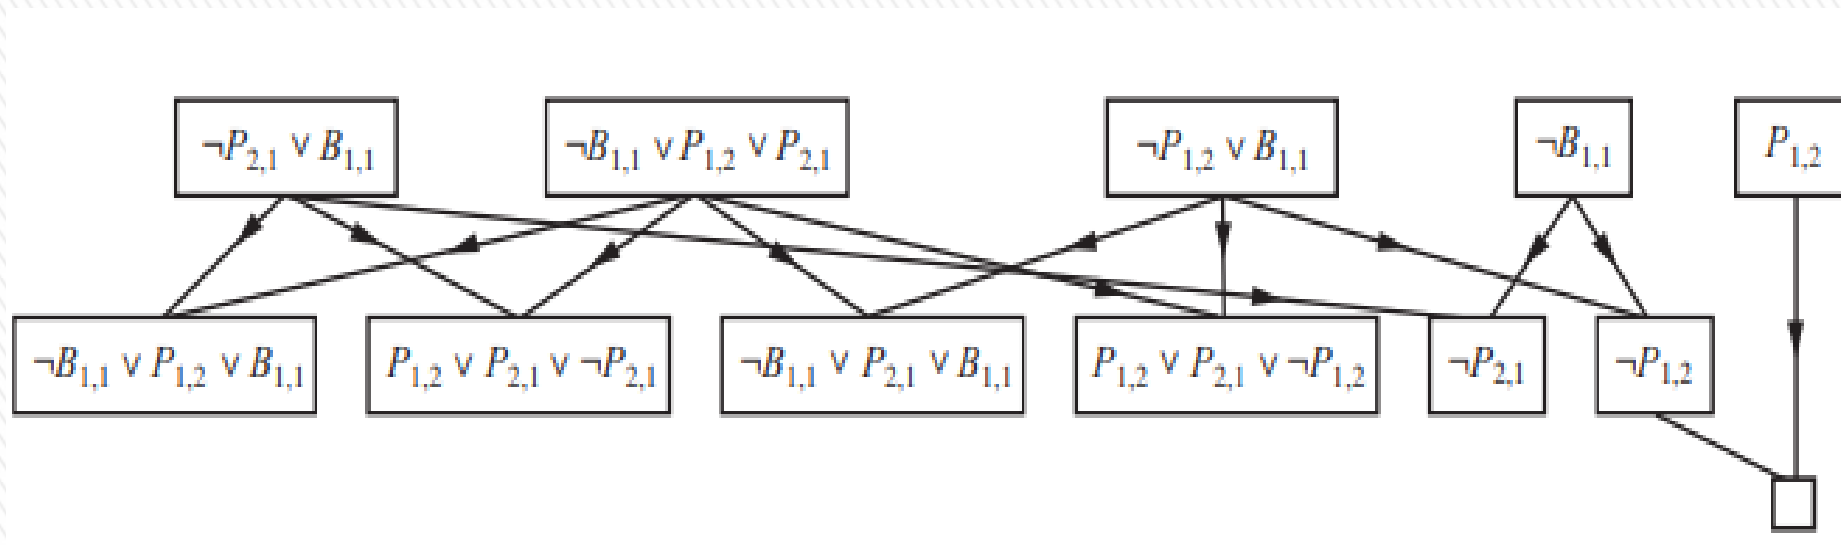 ¬P2,1 ∨ B1,1 ¬B1,1 ∨ P1,2 ∨ P2,1 ¬P1,2 ∨ B1,1 ¬B1,1 P1,2
¬B1,1 ∨ P1,2 ∨ B1,1 P1,2 ∨ P2,1 ∨ ¬P2,1 ¬B1,1 ∨ P2,1 ∨ B1,1 P1,2 ∨ P2,1 ∨ ¬P1,2 ¬P2,1 ¬P1,2